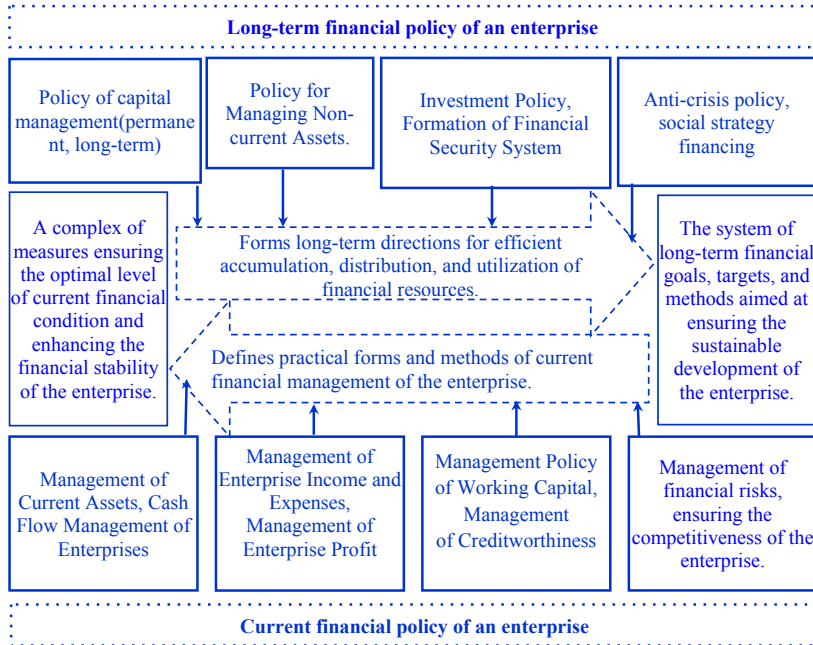 Long-term financial policy of an enterprise
Policy of capital
management(permane
nt, long-term)
Policy for
Managing Non-
current Assets.
Investment Policy,
Formation of Financial
Security System
Anti-crisis policy,
social strategy
financing
A complex of
measures ensuring
the optimal level
of current financial
condition and
enhancing the
financial stability
of the enterprise.
Forms long-term directions for efficient
accumulation, distribution, and utilization of
financial resources.
Defines practical forms and methods of current
financial management of the enterprise.
The system of
long-term financial
goals, targets, and
methods aimed at
ensuring the
sustainable
development of
the enterprise.
Management of
Current Assets, Cash
Flow Management of
Enterprises
Management of
Enterprise Income and
Expenses,
Management of
Enterprise Profit
Management Policy
of Working Capital,
Management
of Creditworthiness
Management of
financial risks,
ensuring the
competitiveness of the
enterprise.
Current financial policy of an enterprise